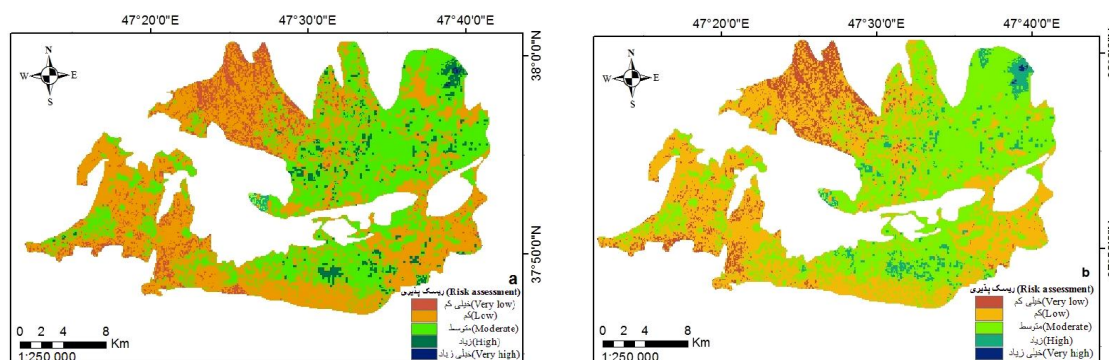 47°20'0"E 47°30'0"E 47°40'0"E
N
W E
S
38°0'0"N
37°50'0"N
a
ریسک پذیری (Risk assessment)
خیلی کم(Very low)
کم(Low)
متوسط(Moderate)
زیاد(High)
خیلی زیاد(Very high)
0 2 4 8
Km
1:250,000
47°20'0"E 47°30'0"E 47°40'0"E
N
W E
S
b
ریسک پذیری (Risk assessment)
خیلی کم(Very low)
کم(Low)
متوسط(Moderate)
زیاد(High)
خیلی زیاد(Very high)
0 2 4 8
Km
1:250,000